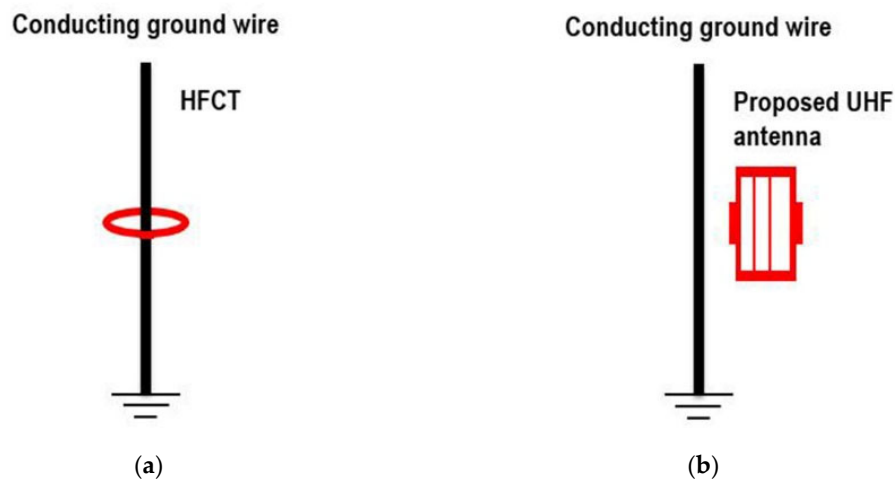 Conducting ground wire
HFCT
(a)
Conducting ground wire
Proposed UHF
antenna
(b)